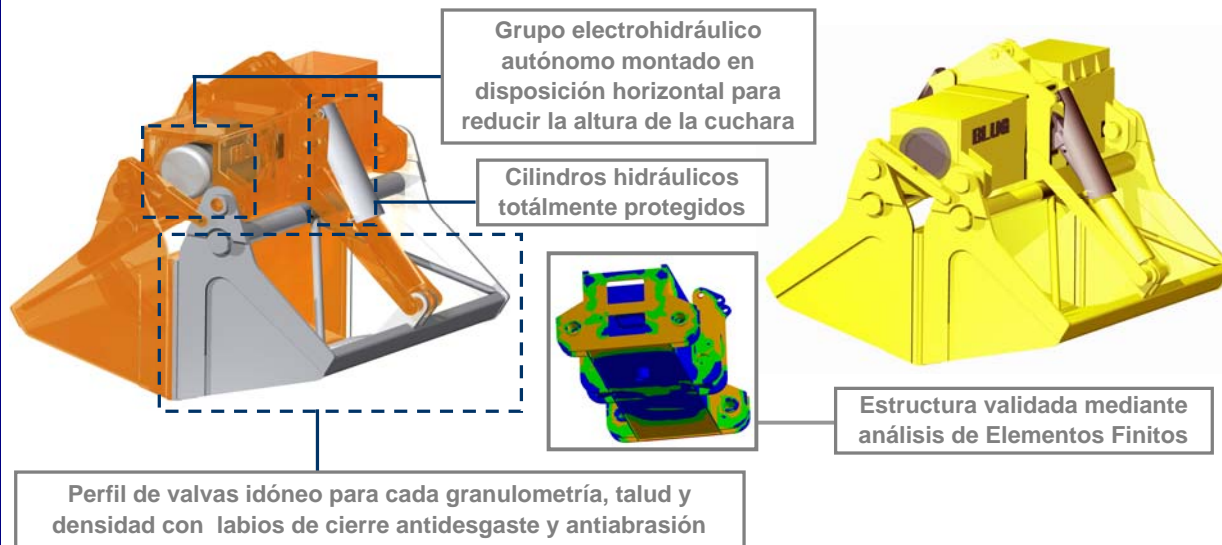 Grupo electrohidráulico
autónomo montado en
disposición horizontal para
reducir la altura de la cuchara
Cilindros hidráulicos
totálmente protegidos
BLUG
Estructura validada mediante
análisis de Elementos Finitos
Perfil de valvas idóneo para cada granulometría, talud y
densidad con labios de cierre antidesgaste y antiabrasión